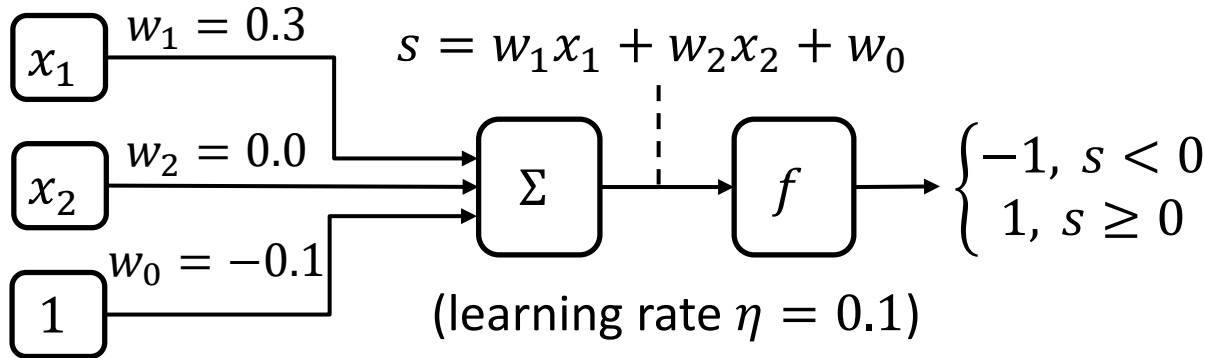 x₁
w₁ = 0.3
s = w₁x₁ + w₂x₂ + w₀
x₂
w₂ = 0.0
Σ
f
−1, s < 0
1, s ≥ 0
1
w₀ = −0.1
(learning rate η = 0.1)